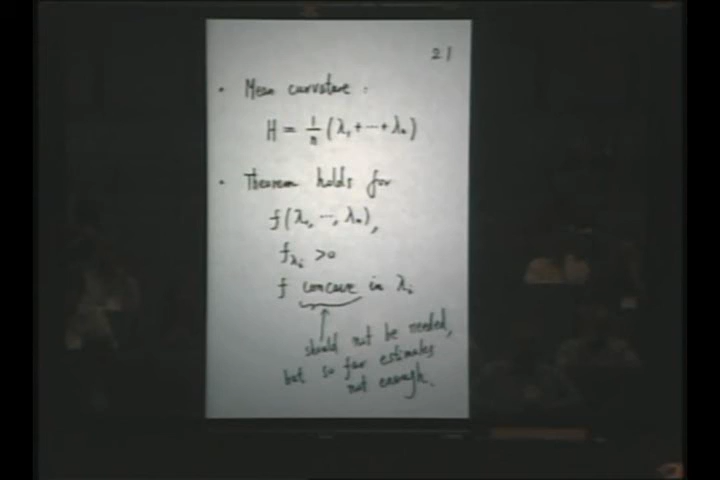 21
• Mean curvature :
H = 1/n (λ₁ + ⋯ + λₙ)
• Theorem holds for
f(λ₁, ⋯, λₙ),
f_λᵢ > 0
f concave in λᵢ
should not be needed,
but so far estimates
not enough.